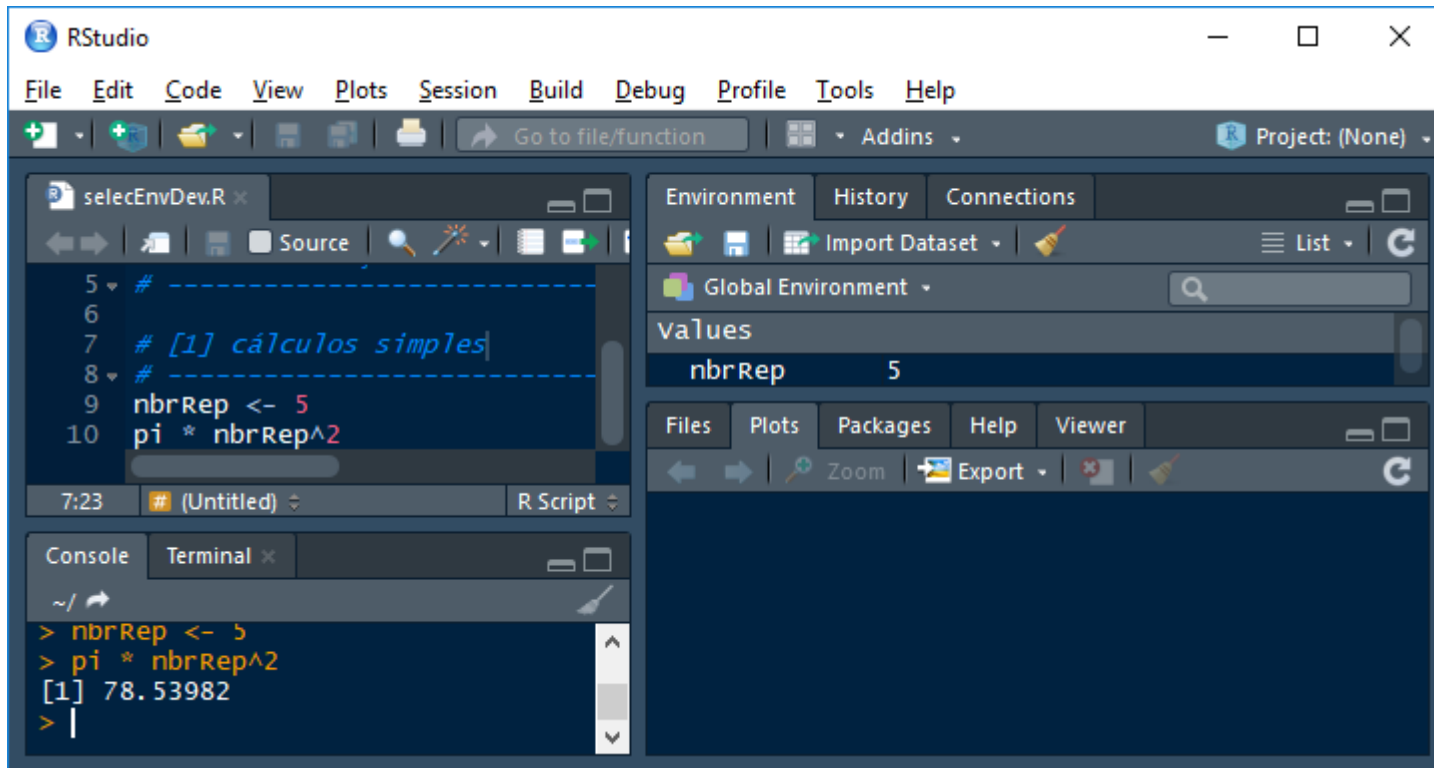 RStudio
File Edit Code View Plots Session Build Debug Profile Tools Help
Go to file/function Addins Project: (None)
selecEnvDev.R
Source
5 # ---------------------------
6
7 # [1] cálculos simples
8 # ---------------------------
9 nbrRep <- 5
10 pi * nbrRep^2
7:23 # (Untitled) R Script
Console Terminal
~/
> nbrRep <- 5
> pi * nbrRep^2
[1] 78.53982
>
Environment History Connections
Import Dataset List
Global Environment
Values
nbrRep 5
Files Plots Packages Help Viewer
Zoom Export